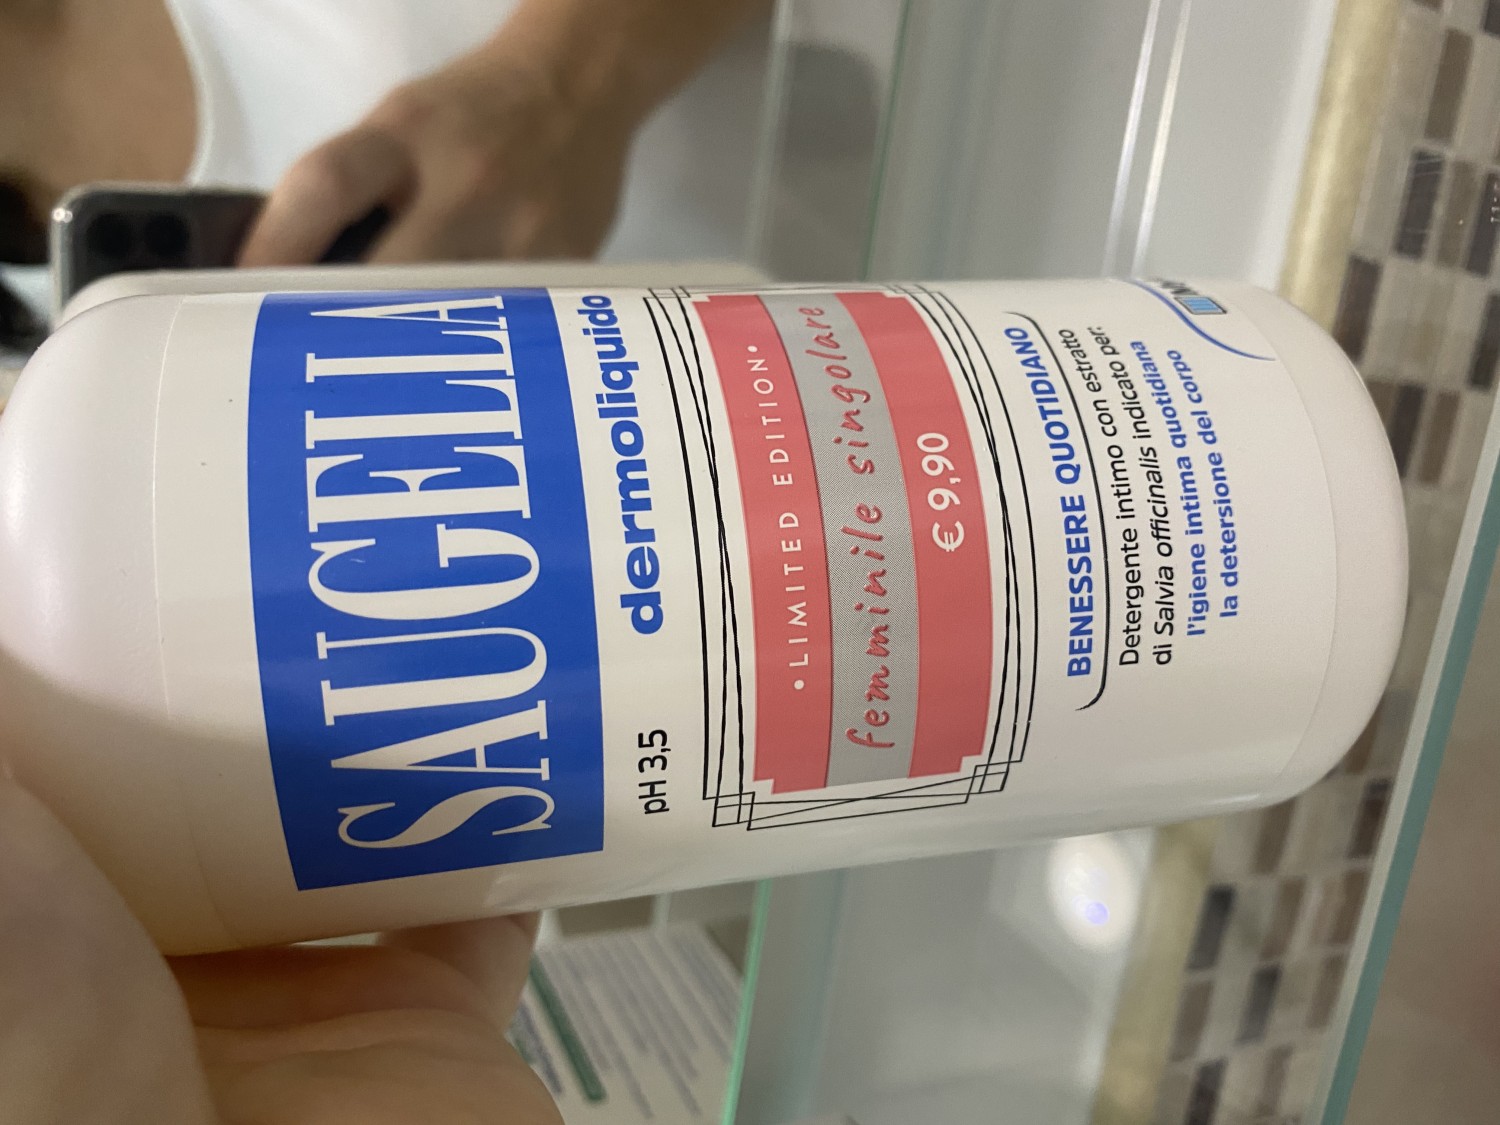 SAUGELLA
dermoliquido
pH 3,5
•LIMITED EDITION•
femminile singolare
€ 9,90
BENESSERE QUOTIDIANO
Detergente intimo con estratto
di Salvia officinalis indicato per:
l'igiene intima quotidiana
la detersione del corpo